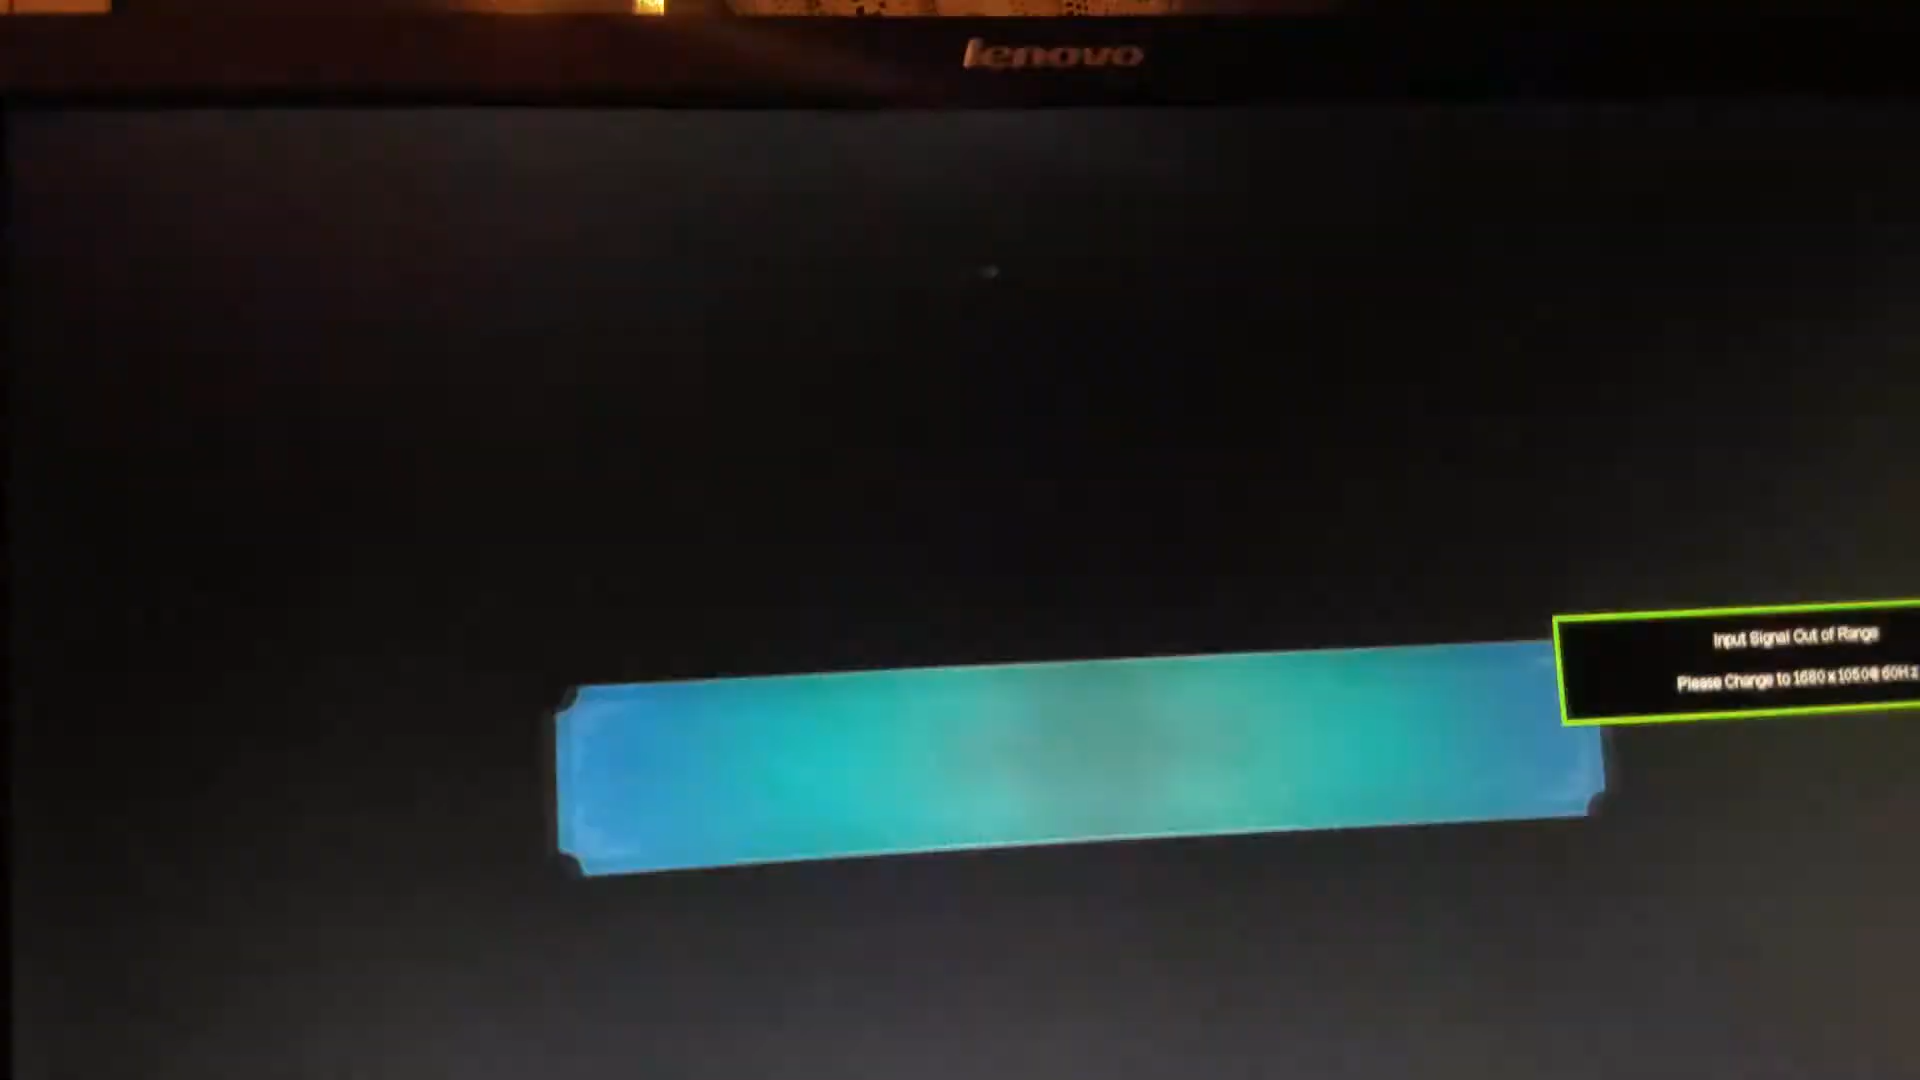 lenovo
Input Signal Out of Range
Please Change to 1680 x 1050@ 60Hz